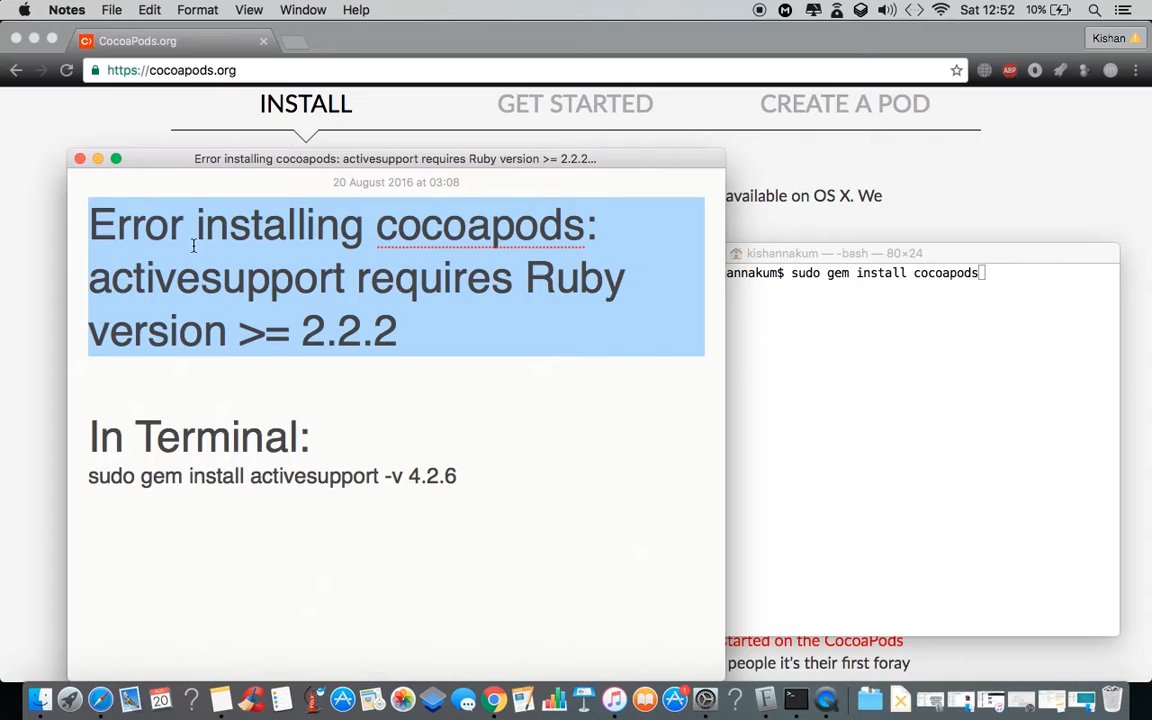 Notes File Edit Format View Window Help Sat 12:52 10%
CocoaPods.org Kishan
https://cocoapods.org ABP
INSTALL GET STARTED CREATE A POD
Error installing cocoapods: activesupport requires Ruby version >= 2.2.2...
20 August 2016 at 03:08
Error installing cocoapods:
activesupport requires Ruby
version >= 2.2.2
In Terminal:
sudo gem install activesupport -v 4.2.6
available on OS X. We
kishannakum — -bash — 80×24
annakum$ sudo gem install cocoapods
started on the CocoaPods
people it's their first foray
20